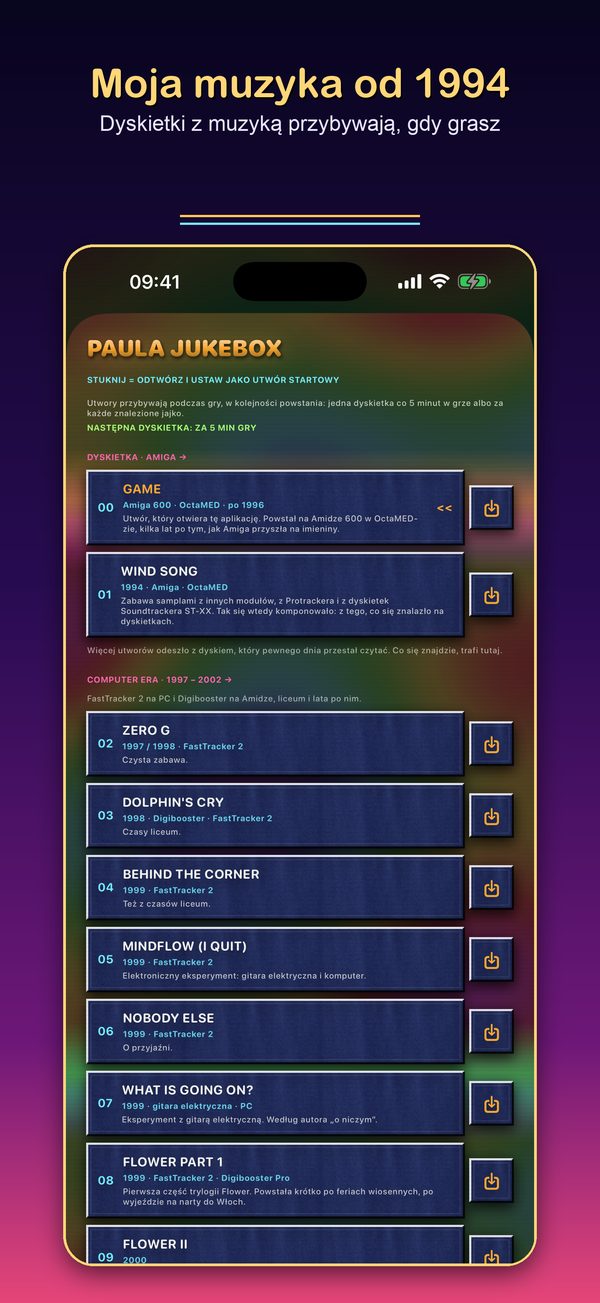 Moja muzyka od 1994
Dyskietki z muzyką przybywają, gdy grasz
09:41
PAULA JUKEBOX
STUKNIJ = ODTWÓRZ I USTAW JAKO UTWÓR STARTOWY
Utwory przybywają podczas gry, w kolejności powstania: jedna dyskietka co 5 minut w grze albo za
każde znalezione jajko.
NASTĘPNA DYSKIETKA: ZA 5 MIN GRY
DYSKIETKA · AMIGA →
00
GAME
Amiga 600 · OctaMED · po 1996
Utwór, który otwiera tę aplikację. Powstał na Amidze 600 w OctaMED-
zie, kilka lat po tym, jak Amiga przyszła na imieniny.
<<
01
WIND SONG
1994 · Amiga · OctaMED
Zabawa samplami z innych modułów, z Protrackera i z dyskietek
Soundtrackera ST-XX. Tak się wtedy komponowało: z tego, co się znalazło na
dyskietkach.
Więcej utworów odeszło z dyskiem, który pewnego dnia przestał czytać. Co się znajdzie, trafi tutaj.
COMPUTER ERA · 1997 – 2002 →
FastTracker 2 na PC i Digibooster na Amidze, liceum i lata po nim.
02
ZERO G
1997 / 1998 · FastTracker 2
Czysta zabawa.
03
DOLPHIN'S CRY
1998 · Digibooster · FastTracker 2
Czasy liceum.
04
BEHIND THE CORNER
1999 · FastTracker 2
Też z czasów liceum.
05
MINDFLOW (I QUIT)
1999 · FastTracker 2
Elektroniczny eksperyment: gitara elektryczna i komputer.
06
NOBODY ELSE
1999 · FastTracker 2
O przyjaźni.
07
WHAT IS GOING ON?
1999 · gitara elektryczna · PC
Eksperyment z gitarą elektryczną. Według autora „o niczym”.
08
FLOWER PART 1
1999 · FastTracker 2 · Digibooster Pro
Pierwsza część trylogii Flower. Powstała krótko po feriach wiosennych, po
wyjeździe na narty do Włoch.
09
FLOWER II
2000